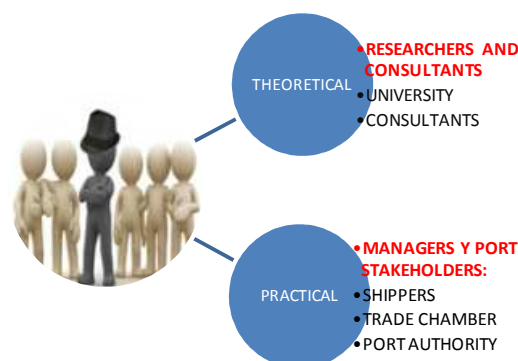 THEORETICAL
•RESEARCHERS AND
CONSULTANTS
•UNIVERSITY
•CONSULTANTS
PRACTICAL
•MANAGERS Y PORT
STAKEHOLDERS:
•SHIPPERS
•TRADE CHAMBER
•PORT AUTHORITY